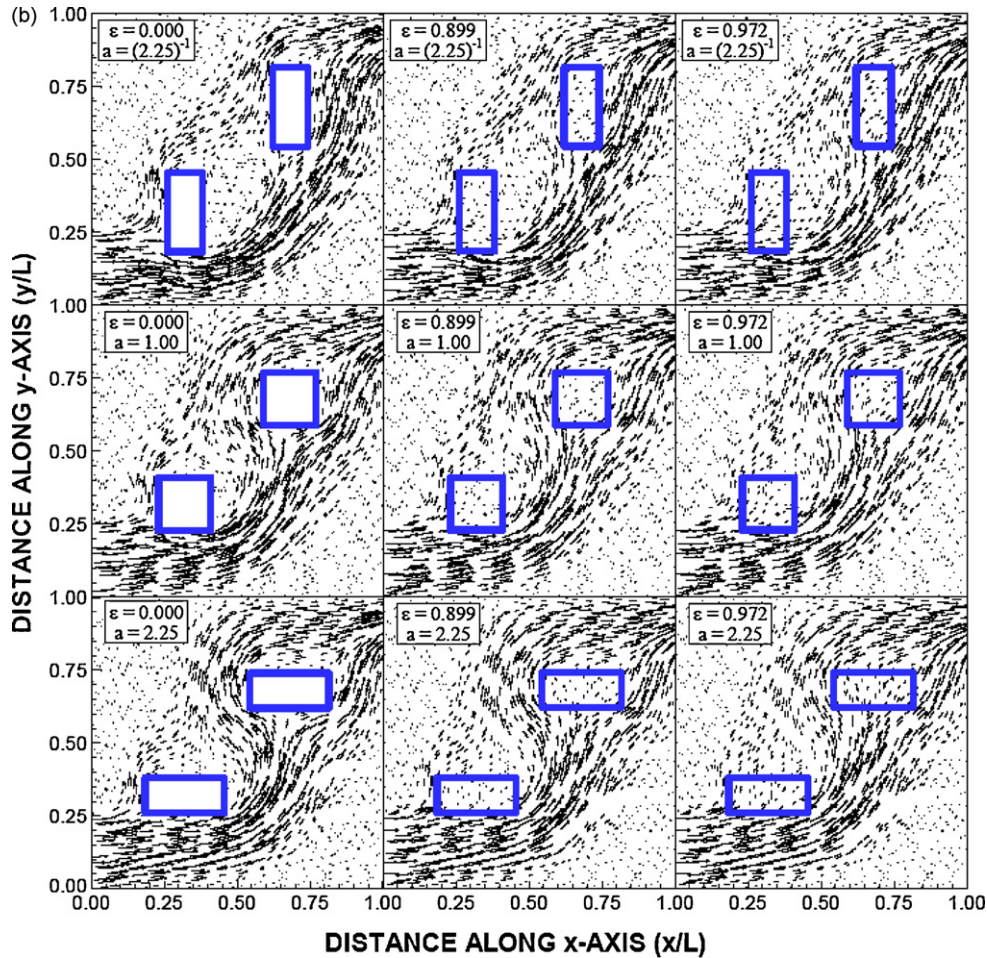 (b)
ε = 0.000
a = (2.25)⁻¹
ε = 0.899
a = (2.25)⁻¹
ε = 0.972
a = (2.25)⁻¹
1.00
0.75
0.50
0.25
1.00
ε = 0.000
a = 1.00
ε = 0.899
a = 1.00
ε = 0.972
a = 1.00
0.75
0.50
0.25
1.00
ε = 0.000
a = 2.25
ε = 0.899
a = 2.25
ε = 0.972
a = 2.25
0.75
0.50
0.25
0.00
DISTANCE ALONG y-AXIS (y/L)
0.00 0.25 0.50 0.75 1.00 0.25 0.50 0.75 1.00 0.25 0.50 0.75 1.00
DISTANCE ALONG x-AXIS (x/L)